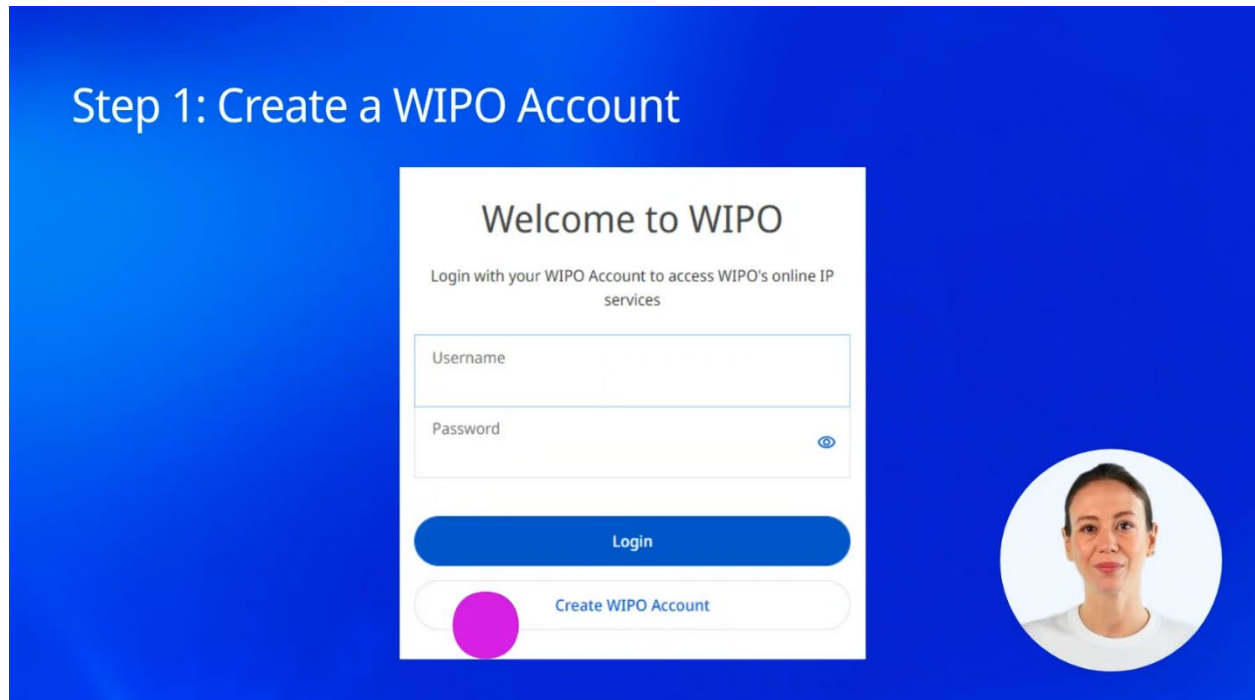 Step 1: Create a WIPO Account
Welcome to WIPO
Login with your WIPO Account to access WIPO's online IP
services
Username
Password
Login
Create WIPO Account